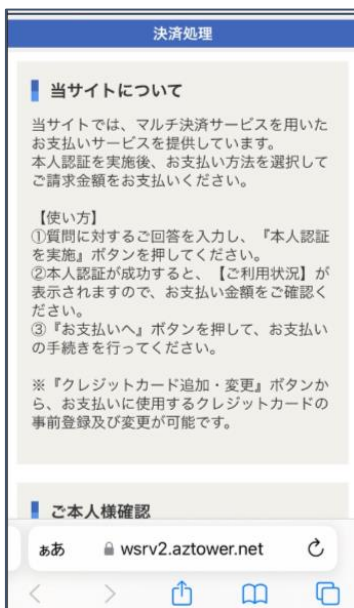 決済処理
当サイトについて
当サイトでは、マルチ決済サービスを用いた
お支払いサービスを提供しています。
本人認証を実施後、お支払い方法を選択して
ご請求金額をお支払いください。
【使い方】
①質問に対するご回答を入力し、『本人認証
を実施』ボタンを押してください。
②本人認証が成功すると、【ご利用状況】が
表示されますので、お支払い金額をご確認く
ださい。
③『お支払いへ』ボタンを押して、お支払い
の手続きを行ってください。
※『クレジットカード追加・変更』ボタンか
ら、お支払いに使用するクレジットカードの
事前登録及び変更が可能です。
ご本人様確認
ぁあ wsrv2.aztower.net